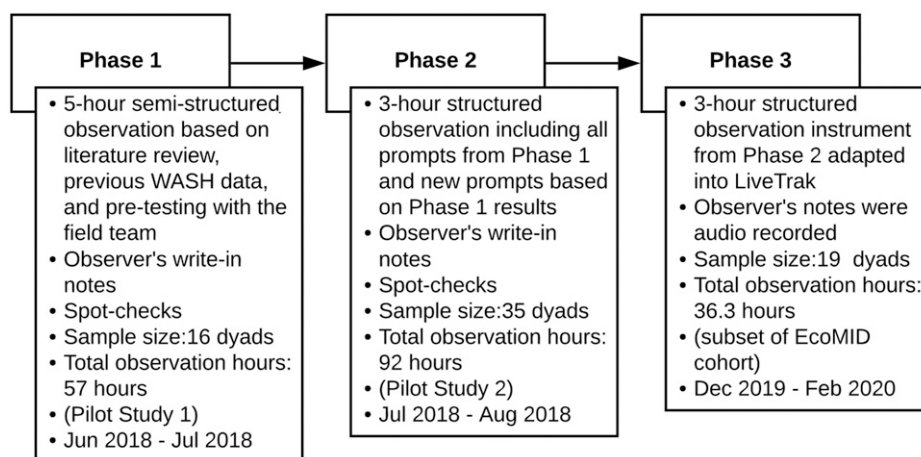 Phase 1
• 5-hour semi-structured
observation based on
literature review,
previous WASH data,
and pre-testing with the
field team
• Observer's write-in
notes
• Spot-checks
• Sample size:16 dyads
• Total observation hours:
57 hours
• (Pilot Study 1)
• Jun 2018 - Jul 2018
Phase 2
• 3-hour structured
observation including all
prompts from Phase 1
and new prompts based
on Phase 1 results
• Observer's write-in
notes
• Spot-checks
• Sample size:35 dyads
• Total observation hours:
92 hours
• (Pilot Study 2)
• Jul 2018 - Aug 2018
Phase 3
• 3-hour structured
observation instrument
from Phase 2 adapted
into LiveTrak
• Observer's notes were
audio recorded
• Sample size:19 dyads
• Total observation hours:
36.3 hours
• (subset of EcoMID
cohort)
• Dec 2019 - Feb 2020